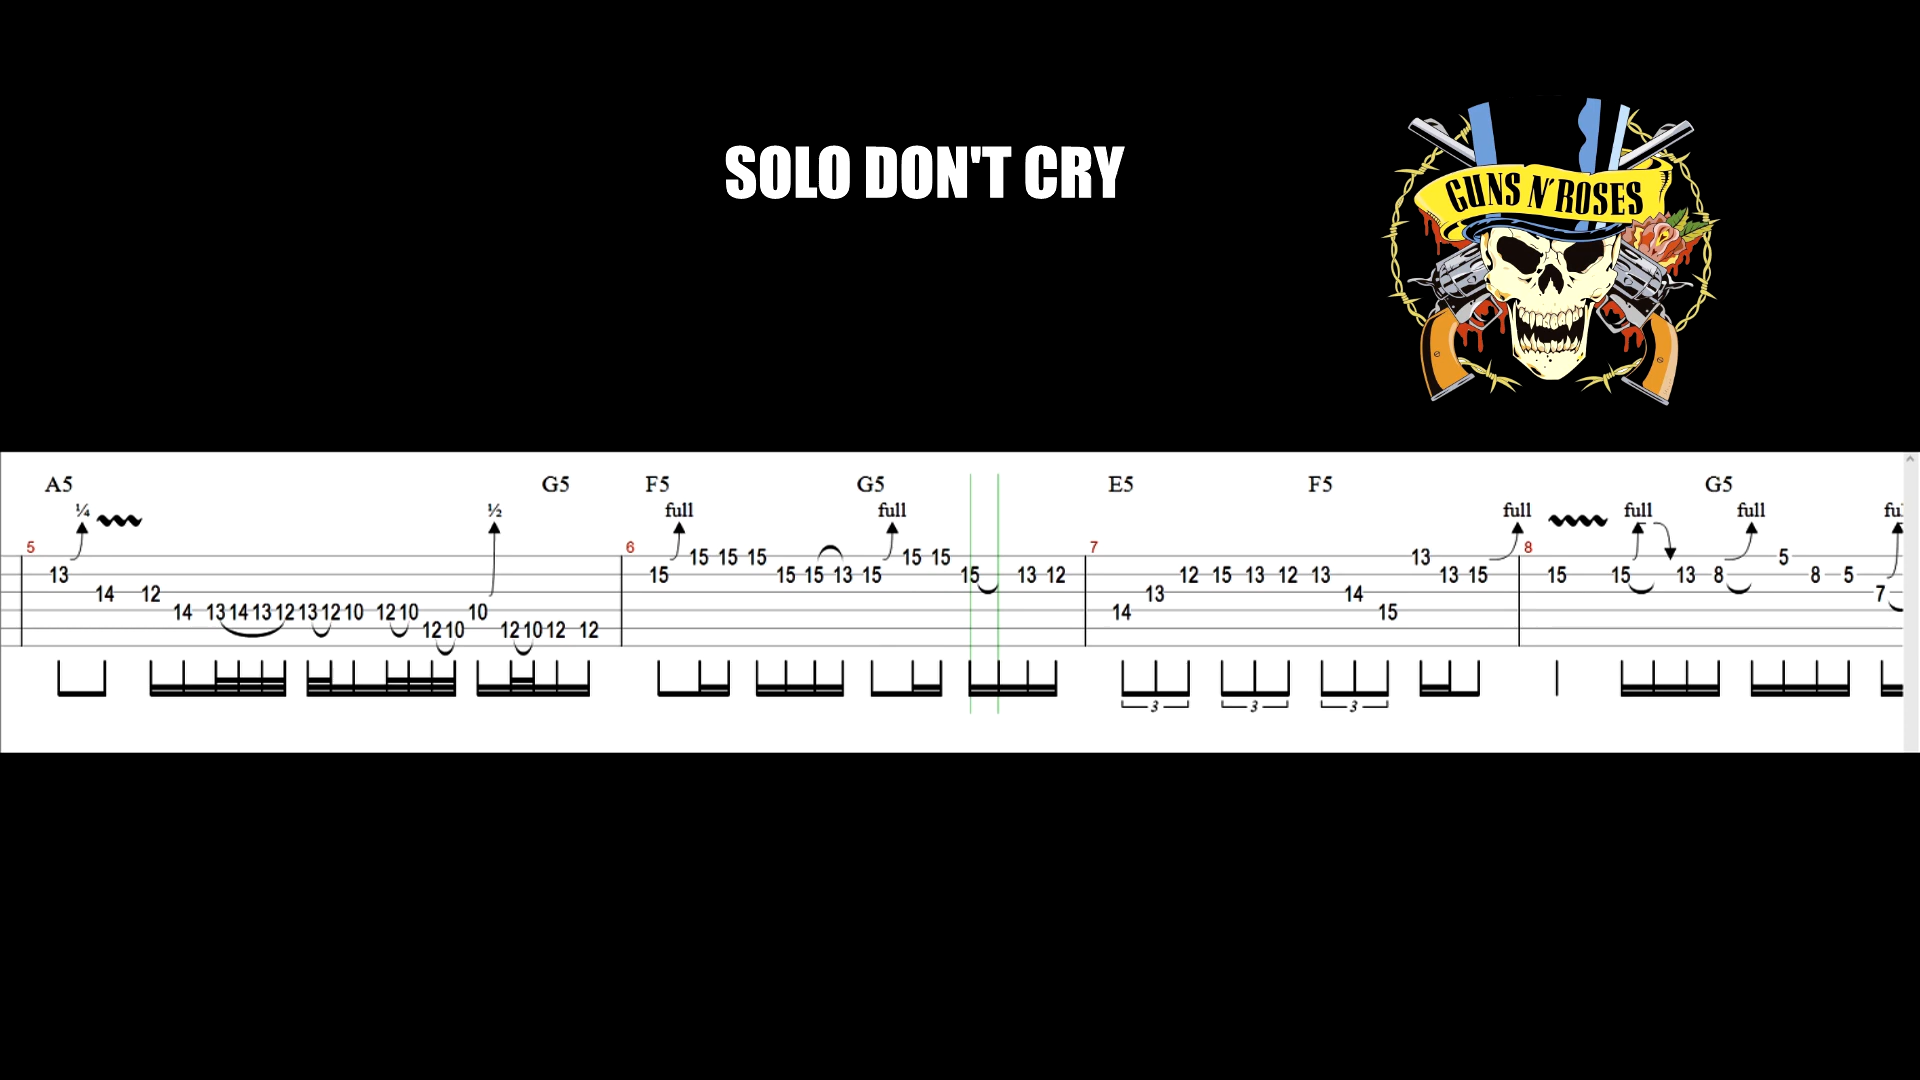 SOLO DON'T CRY
GUNS N' ROSES
A5 G5 F5 G5 E5 F5 G5
¼ ½ full full full full full fu
5 6 7 8
15 15 15 15 15 13 5
13 15 15 15 13 15 13 12 12 15 13 12 13 13 15 15 15 13 8 8 5
14 12 13 14 7
14 13 14 13 12 13 12 10 12 10 10 14 15
12 10 12 10 12 12
3 3 3